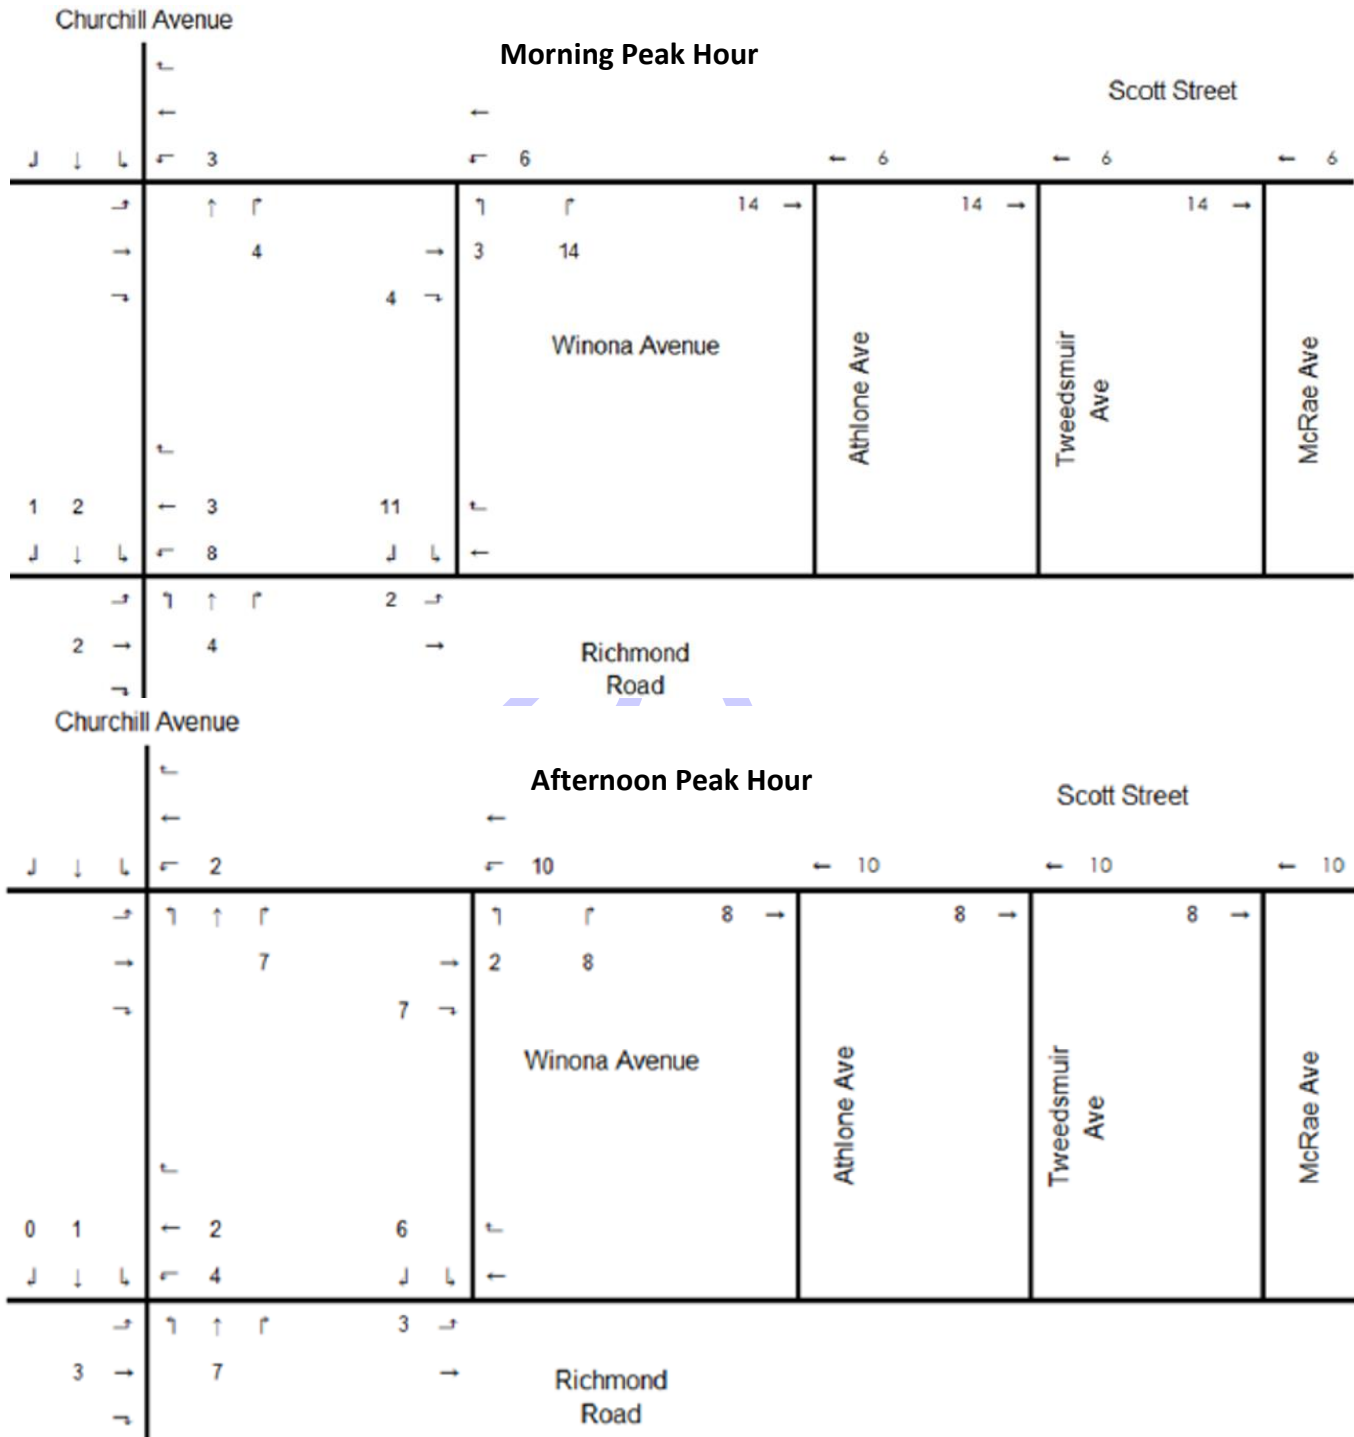 Churchill Avenue
Morning Peak Hour
Scott Street
3 6 6 6 6
14 14 14
4 3 14
4
Winona Avenue
Athlone Ave
Tweedsmuir
Ave
McRae Ave
1 2 3 11
8
2
2 4
Richmond
Road
Churchill Avenue
Afternoon Peak Hour
Scott Street
2 10 10 10 10
8 8 8
7 2 8
7
Winona Avenue
Athlone Ave
Tweedsmuir
Ave
McRae Ave
0 1 2 6
4
3
3 7
Richmond
Road